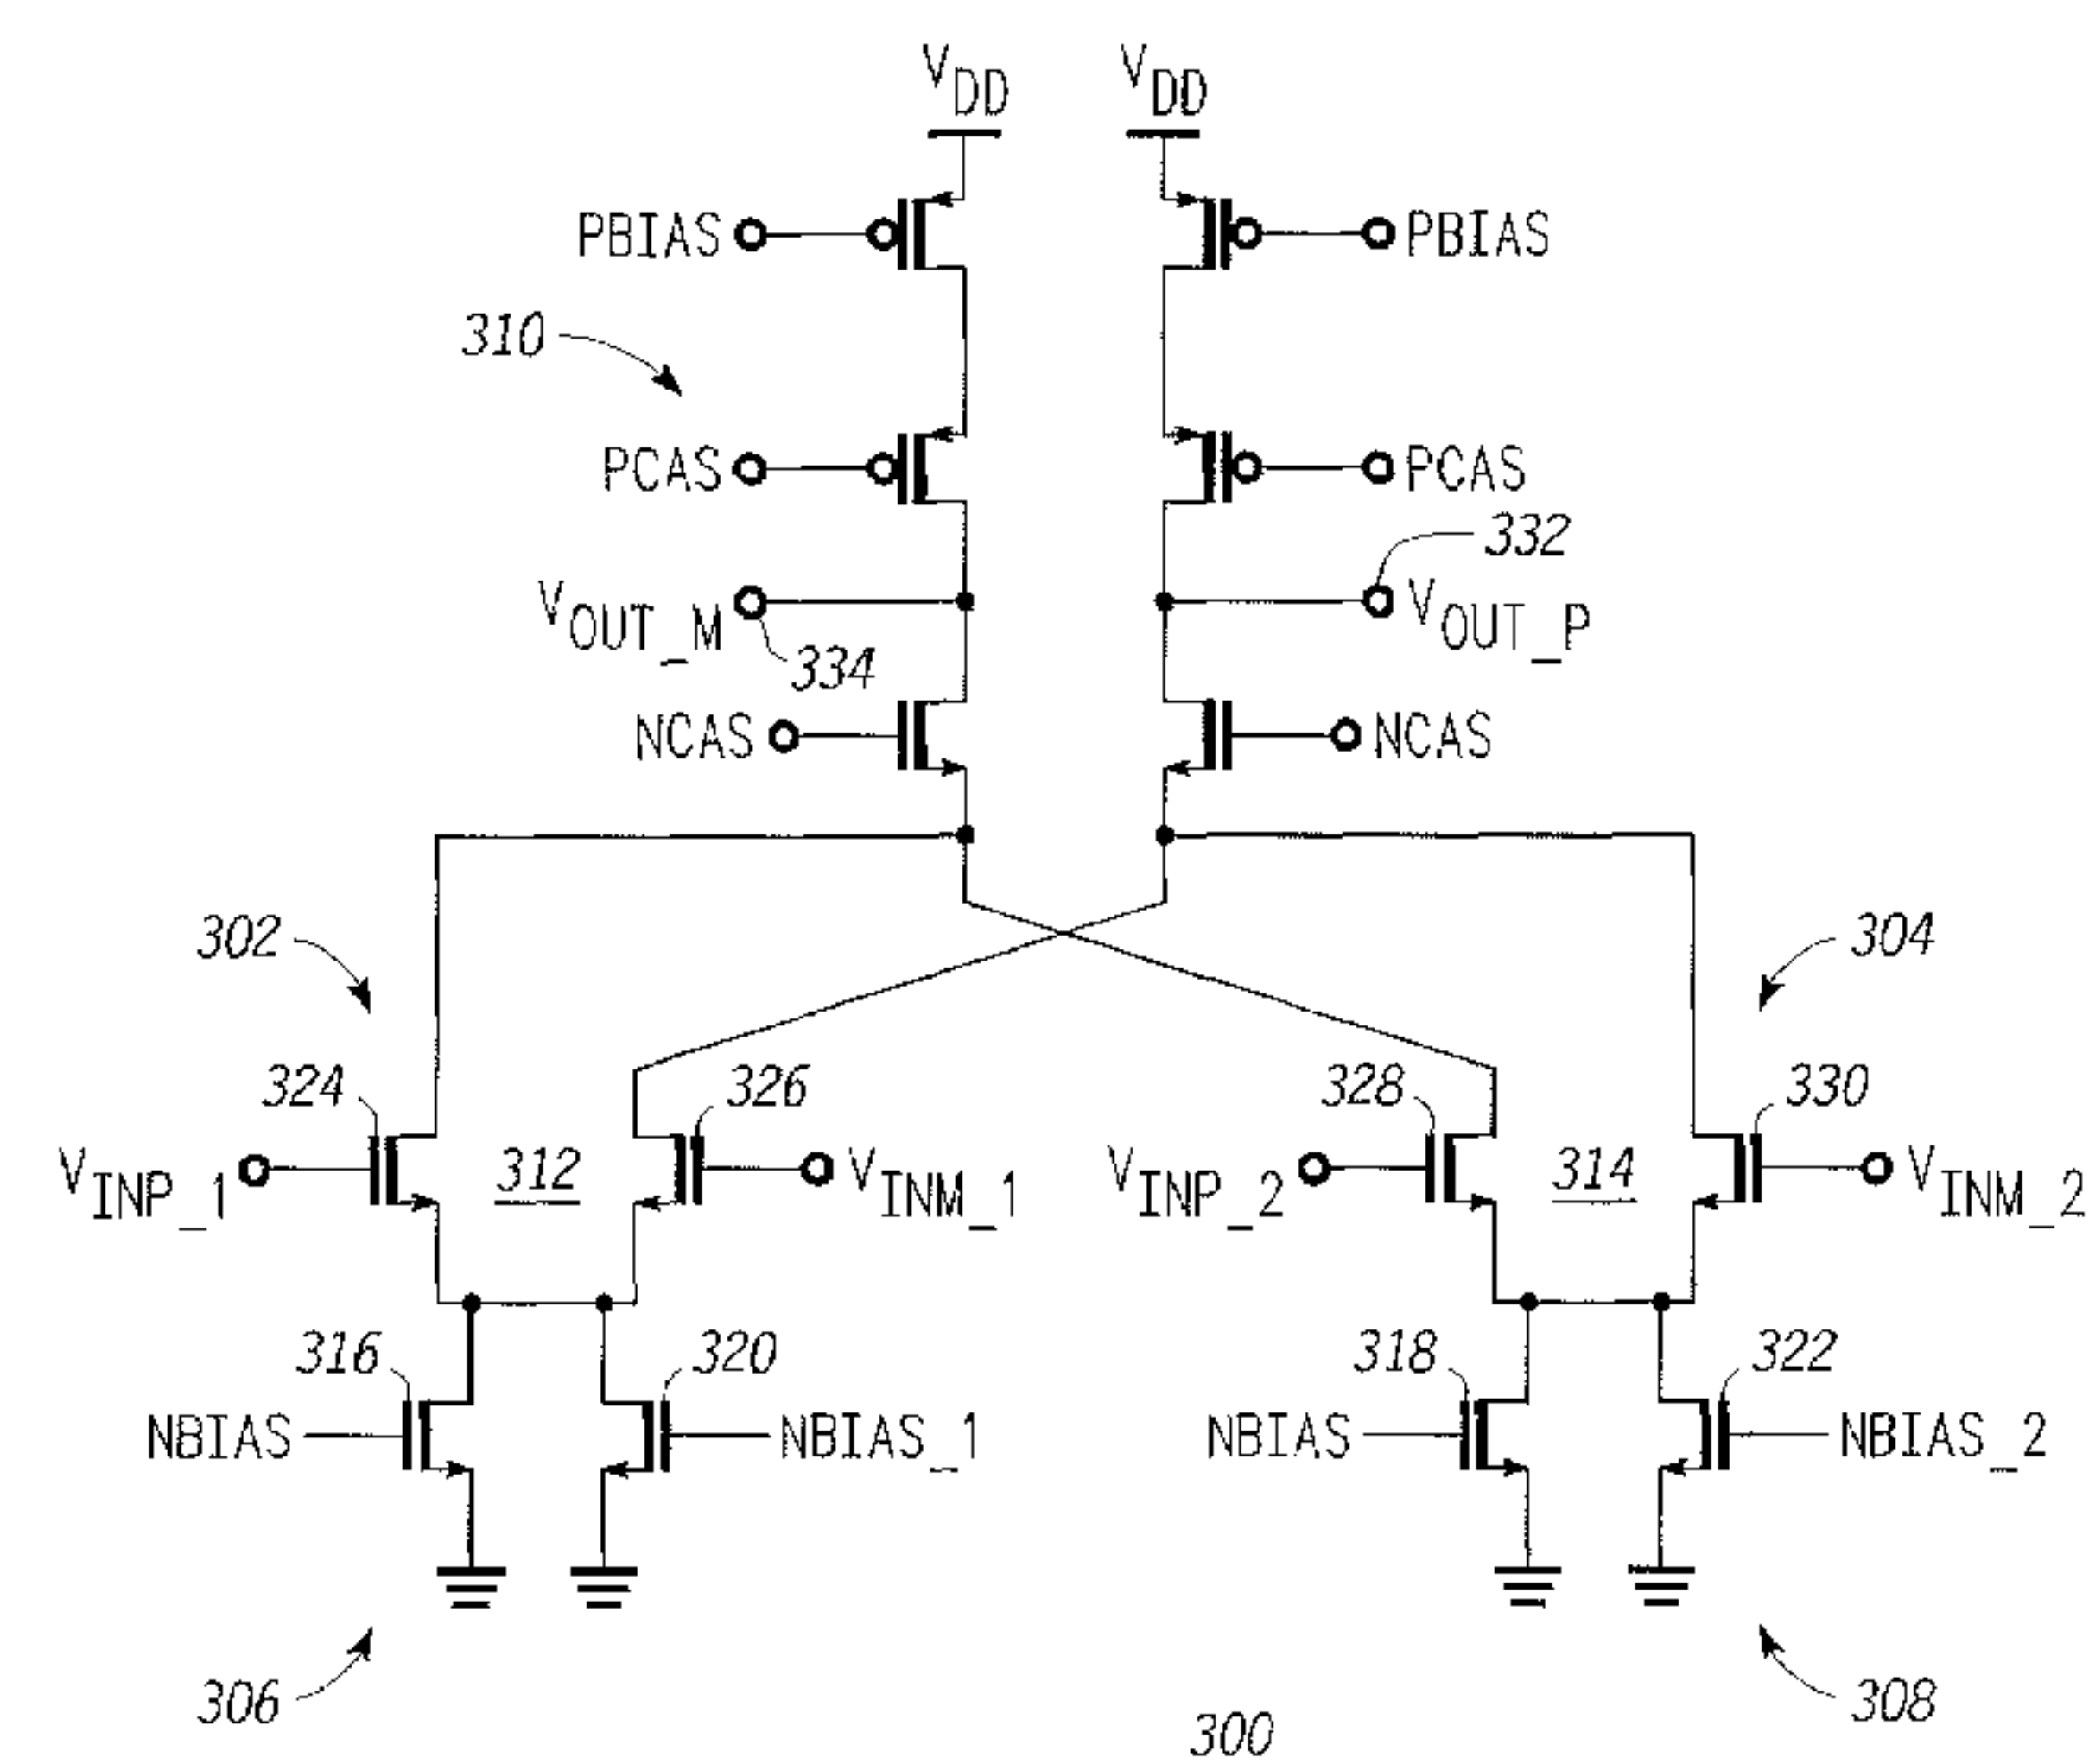 VDD VDD
PBIAS PBIAS
310
PCAS PCAS
332
VOUT_M VOUT_P
334
NCAS NCAS
302 304
324 326 328 330
VINP_1 312 VINM_1 VINP_2 314 VINM_2
316 320 318 322
NBIAS NBIAS_1 NBIAS NBIAS_2
306 308
300